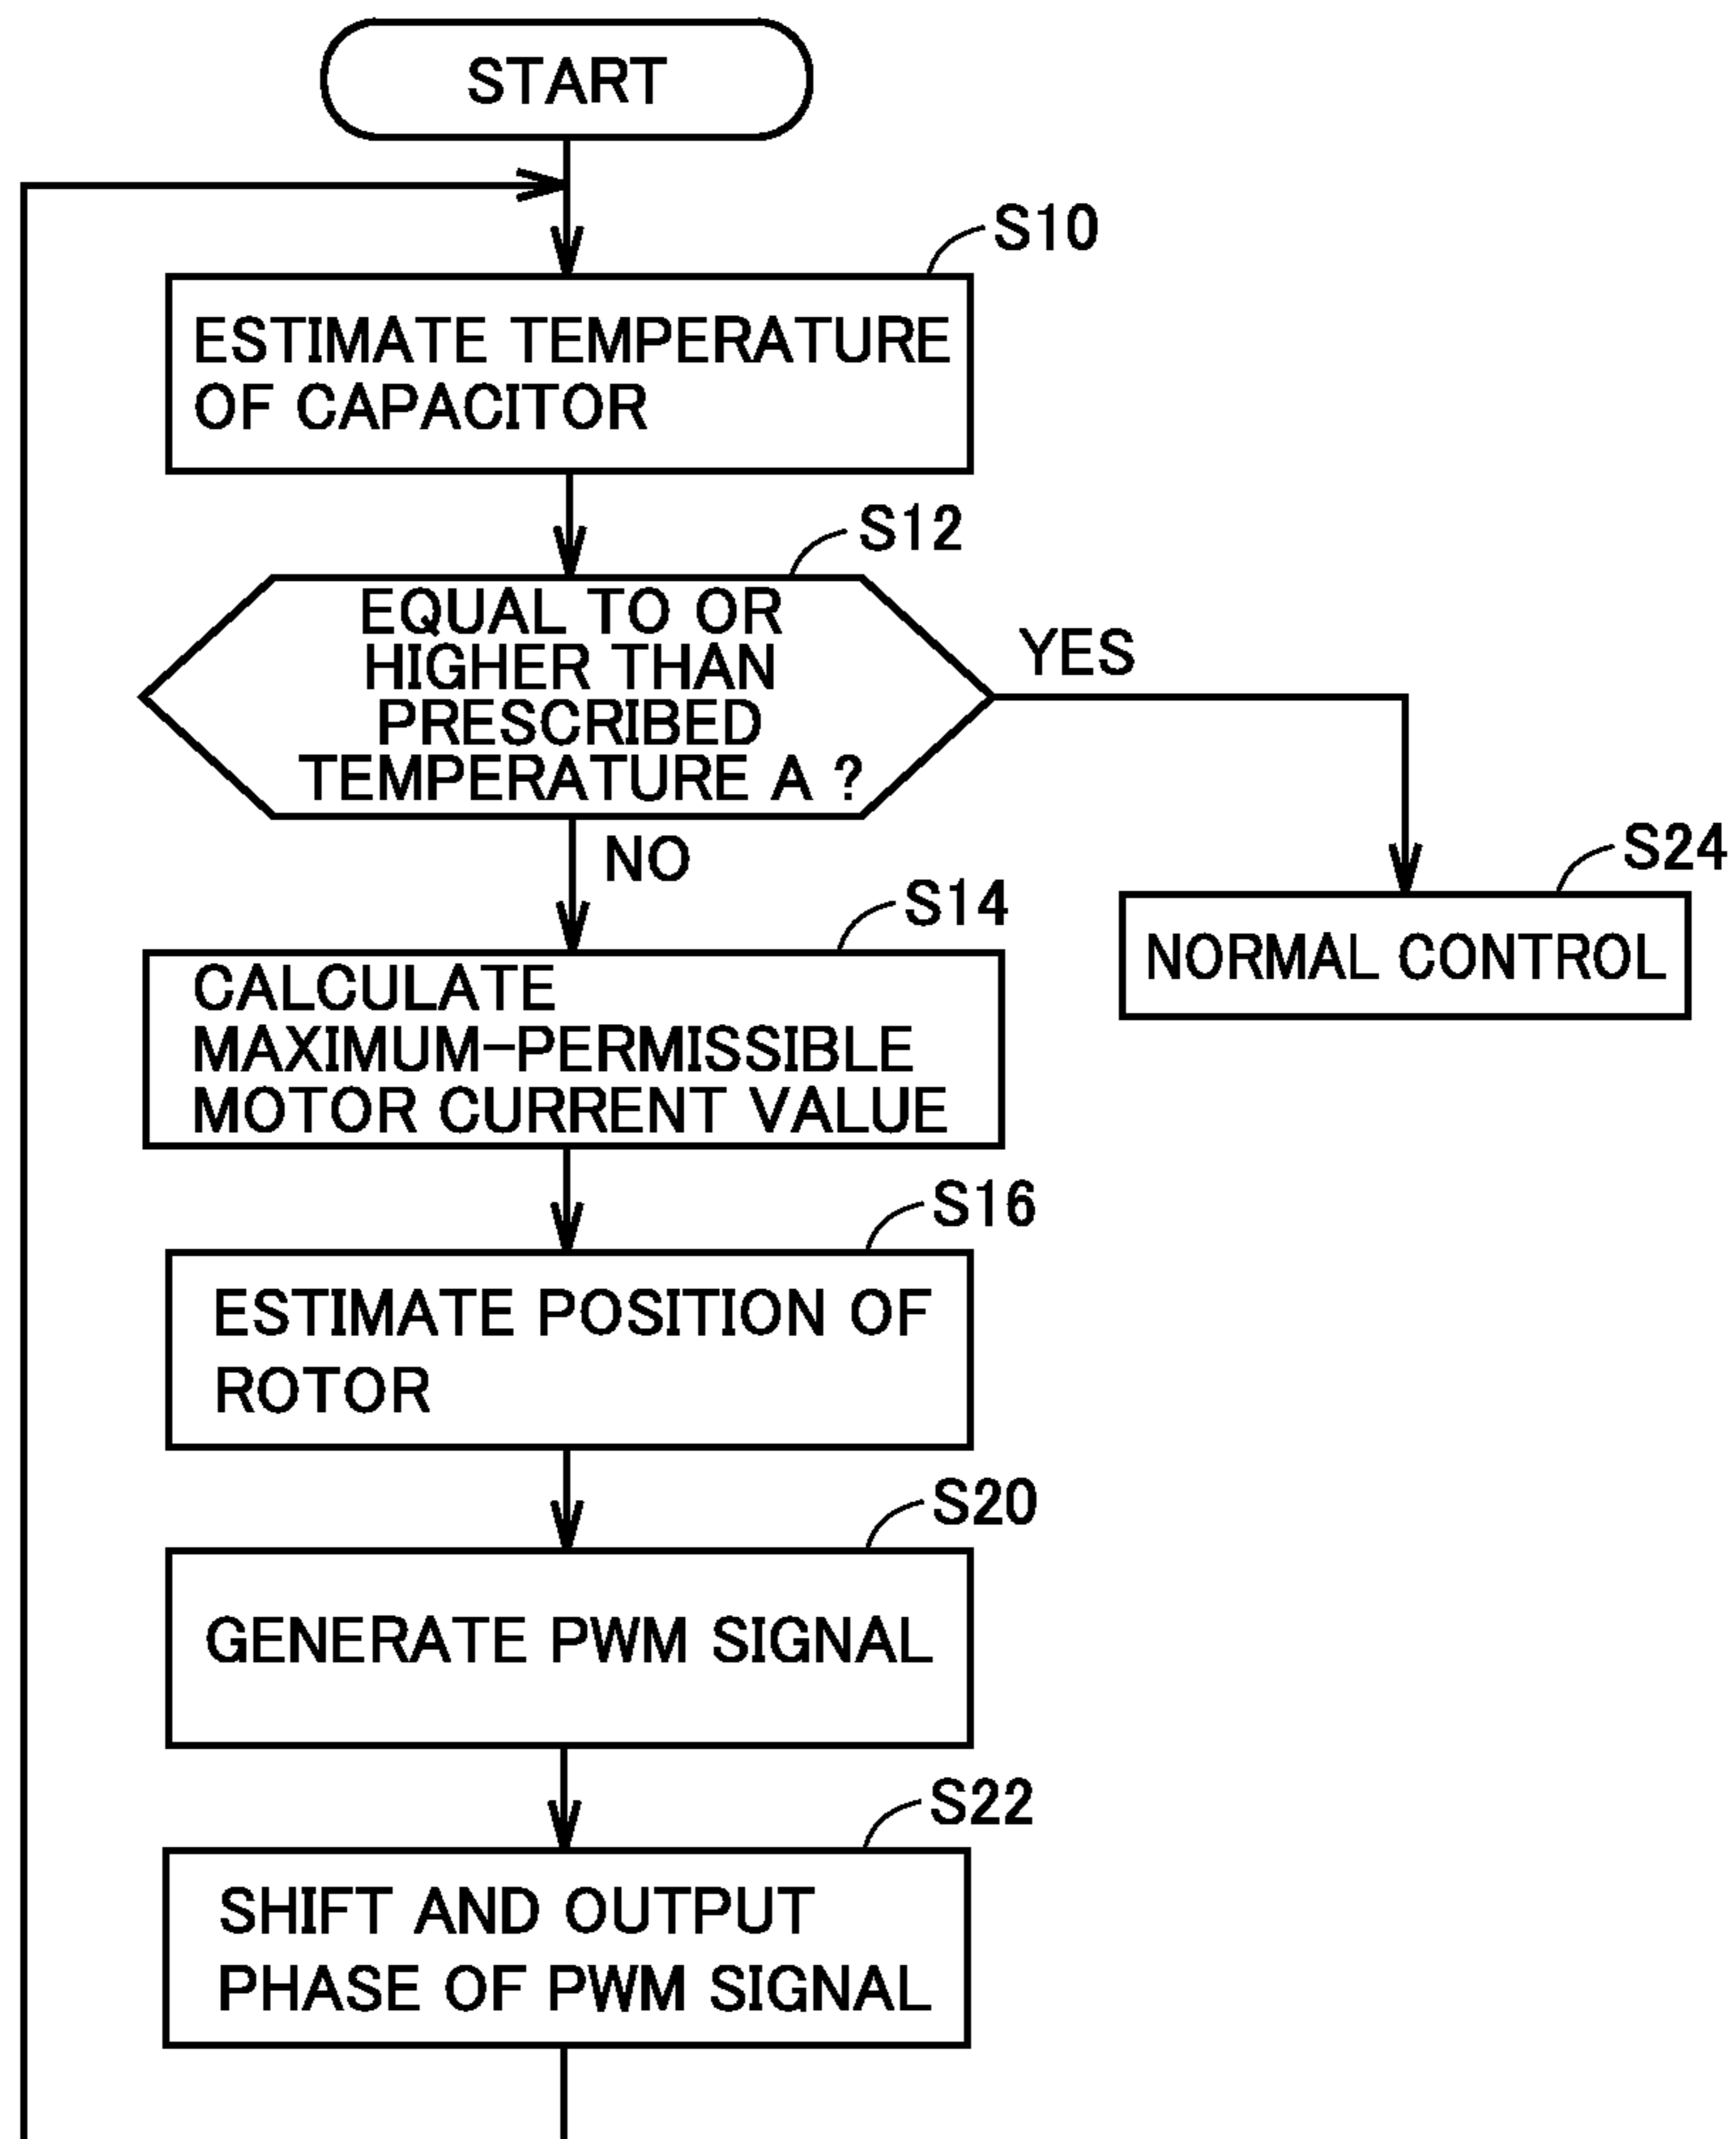 START
S10
ESTIMATE TEMPERATURE
OF CAPACITOR
S12
EQUAL TO OR
HIGHER THAN
PRESCRIBED
TEMPERATURE A ?
YES
NO
S24
NORMAL CONTROL
S14
CALCULATE
MAXIMUM-PERMISSIBLE
MOTOR CURRENT VALUE
S16
ESTIMATE POSITION OF
ROTOR
S20
GENERATE PWM SIGNAL
S22
SHIFT AND OUTPUT
PHASE OF PWM SIGNAL